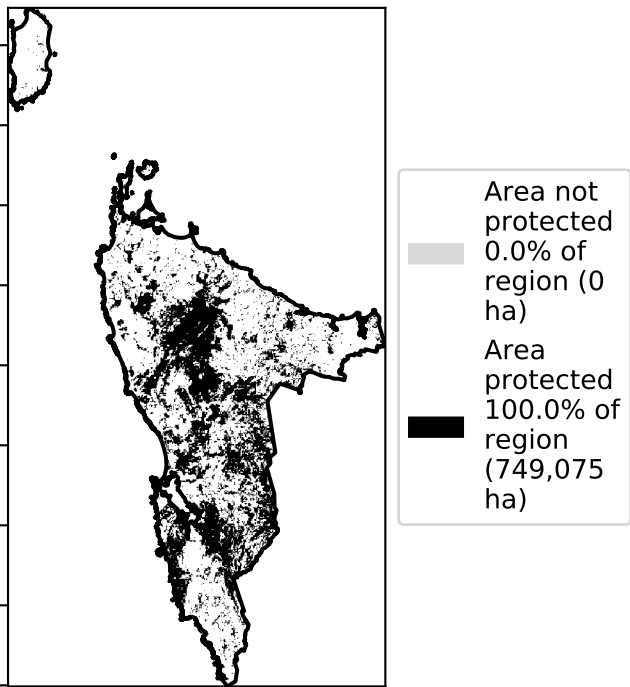 Area not
protected
0.0% of
region (0
ha)
Area
protected
100.0% of
region
(749,075
ha)